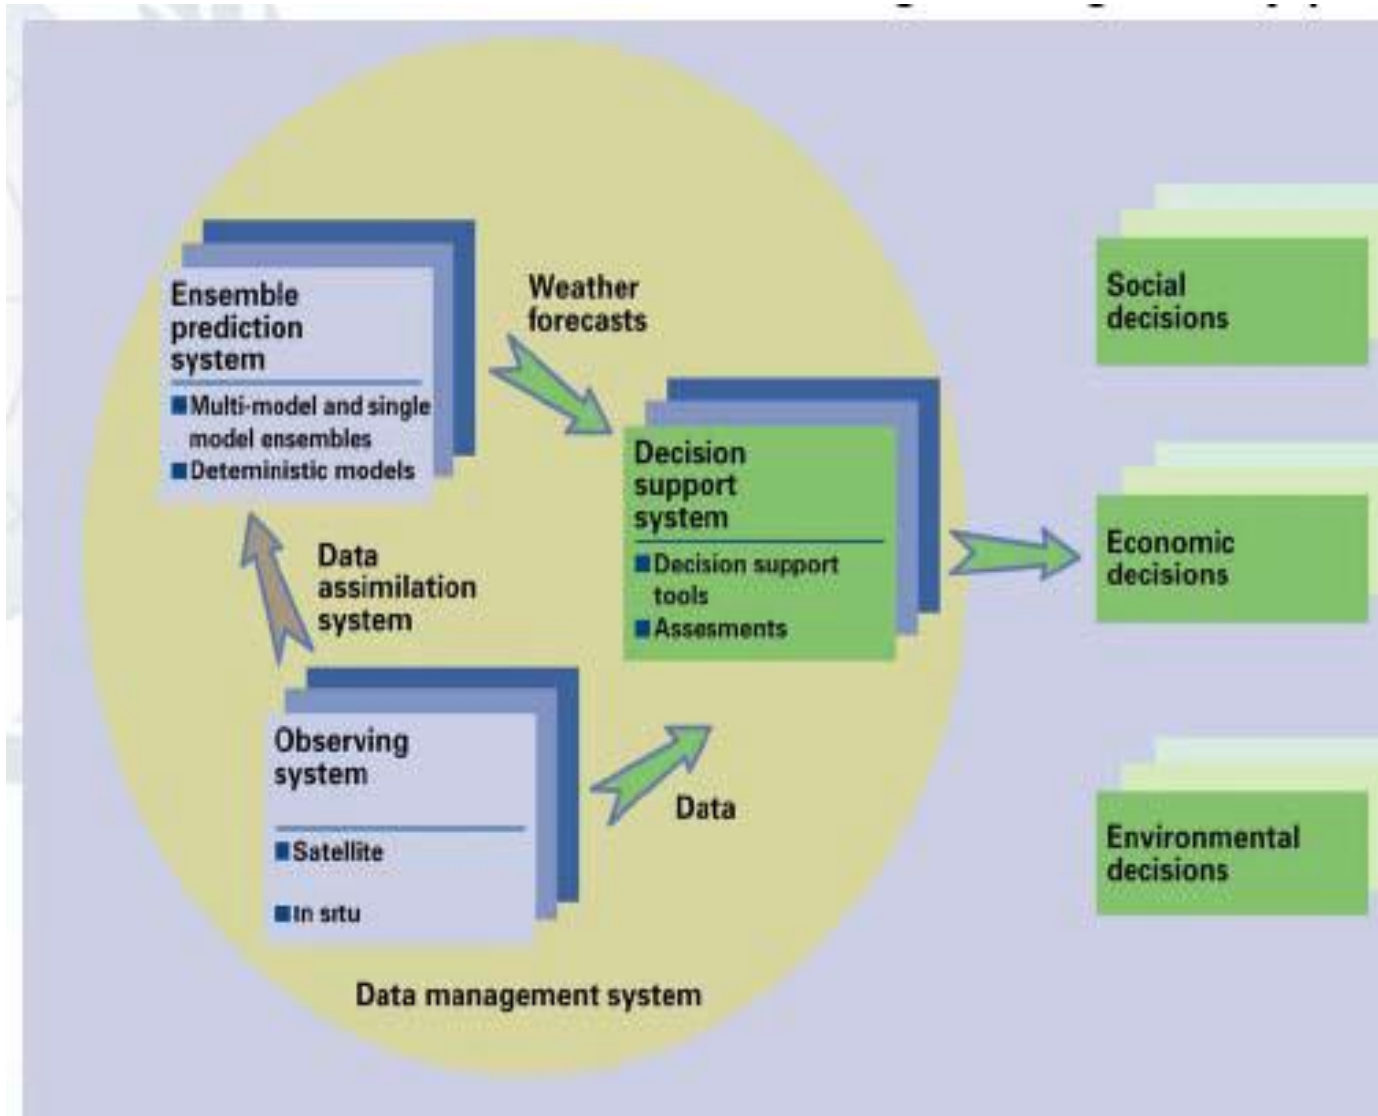 Ensemble
prediction
system
Multi-model and single
model ensembles
Deteministic models
Weather
forecasts
Data
assimilation
system
Decision
support
system
Decision support
tools
Assesments
Observing
system
Satellite
In situ
Data
Data management system
Social
decisions
Economic
decisions
Environmental
decisions